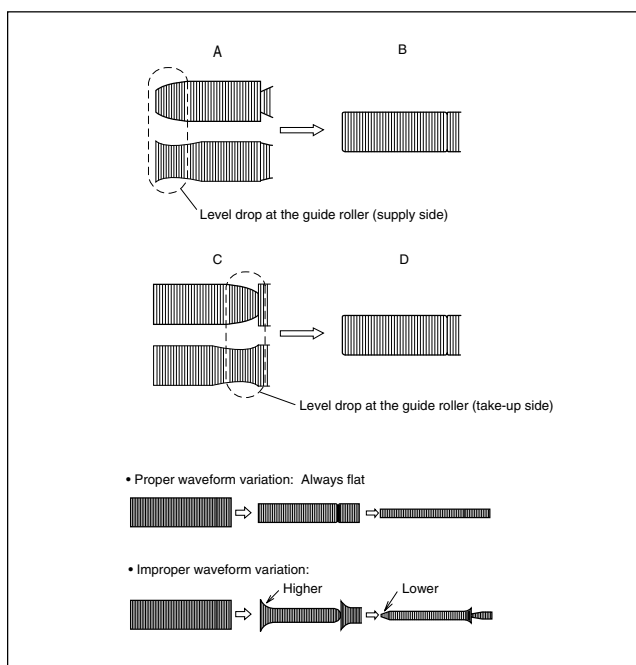 A
B
Level drop at the guide roller (supply side)
C
D
Level drop at the guide roller (take-up side)
• Proper waveform variation: Always flat
• Improper waveform variation:
Higher
Lower